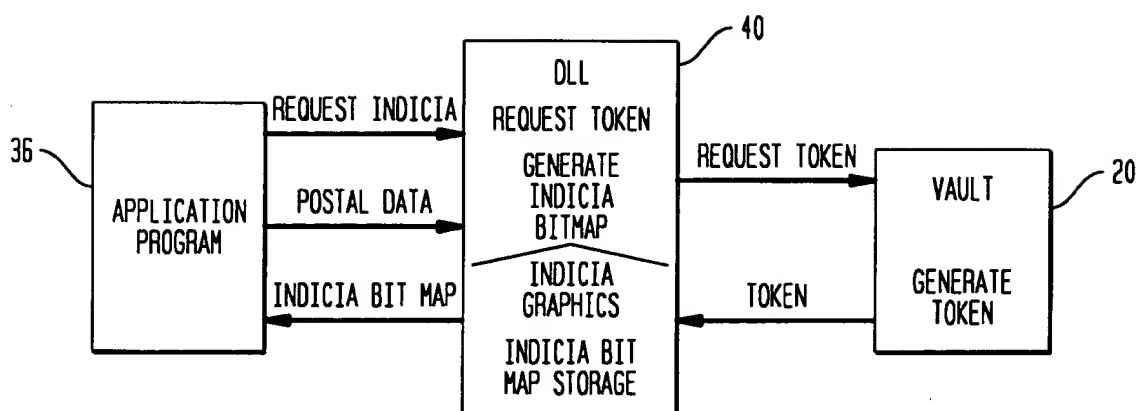 40
DLL
REQUEST INDICIA
REQUEST TOKEN
36
GENERATE
INDICIA
BITMAP
REQUEST TOKEN
20
APPLICATION
PROGRAM
POSTAL DATA
VAULT
INDICIA BIT MAP
INDICIA
GRAPHICS
TOKEN
GENERATE
TOKEN
INDICIA BIT
MAP STORAGE